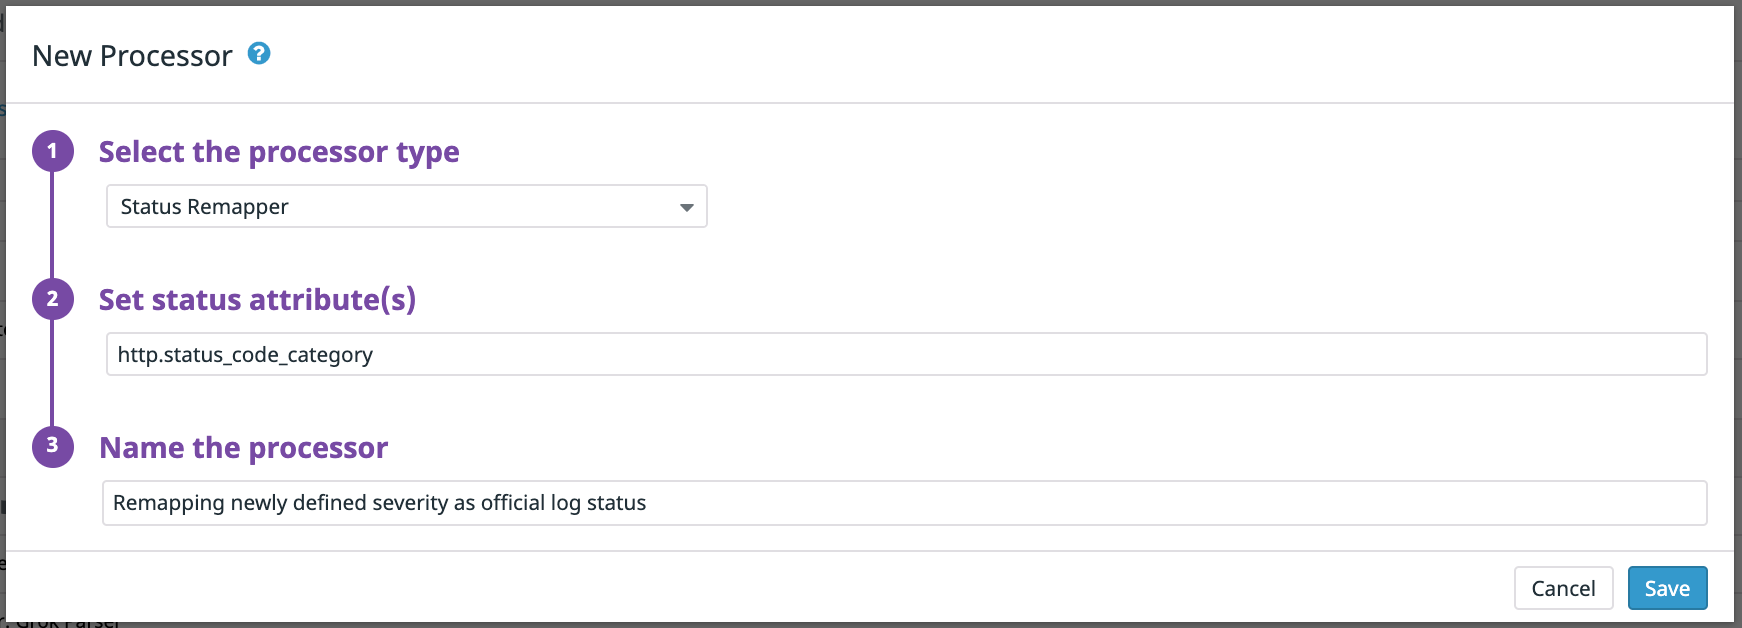 New Processor ?
1 Select the processor type
Status Remapper
2 Set status attribute(s)
http.status_code_category
3 Name the processor
Remapping newly defined severity as official log status
Cancel Save